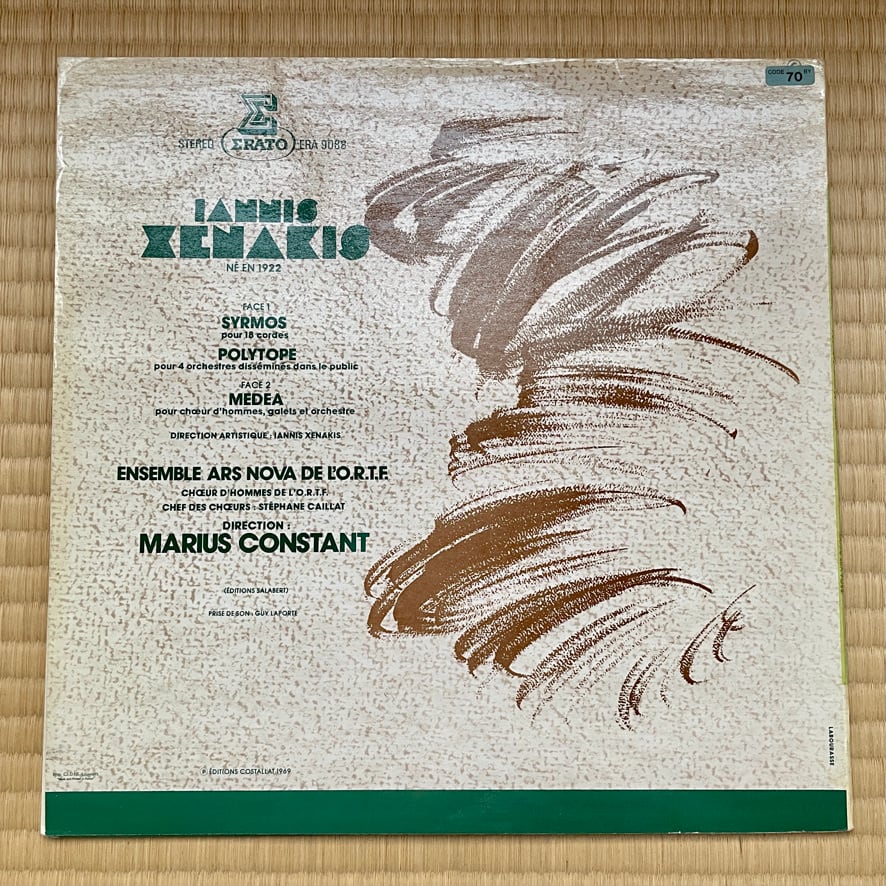 CODE 70 BY
STEREO ERATO ERA 9088
IANNIS
XENAKIS
NÉ EN 1922
FACE 1
SYRMOS
pour 18 cordes
POLYTOPE
pour 4 orchestres disséminés dans le public
FACE 2
MEDEA
pour chœur d'hommes, galets et orchestre
DIRECTION ARTISTIQUE : IANNIS XENAKIS
ENSEMBLE ARS NOVA DE L'O.R.T.F.
CHŒUR D'HOMMES DE L'O.R.T.F.
CHEF DES CHŒURS : STÉPHANE CAILLAT
DIRECTION :
MARIUS CONSTANT
(ÉDITIONS SALABERT)
PRISE DE SON : GUY LAPORTE
LABOURASSE
℗ ÉDITIONS COSTALLAT 1969